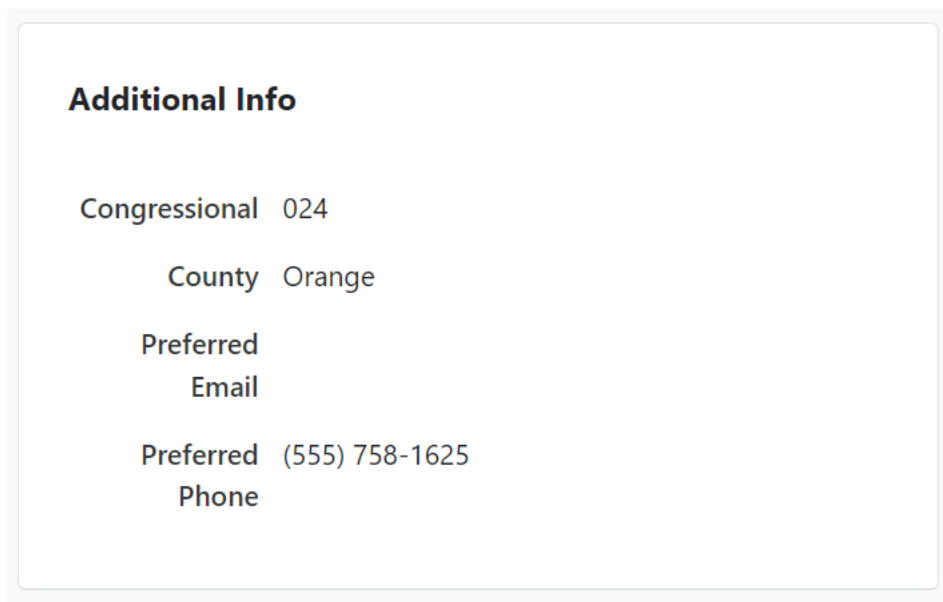 Additional Info
Congressional 024
County Orange
Preferred
Email
Preferred (555) 758-1625
Phone